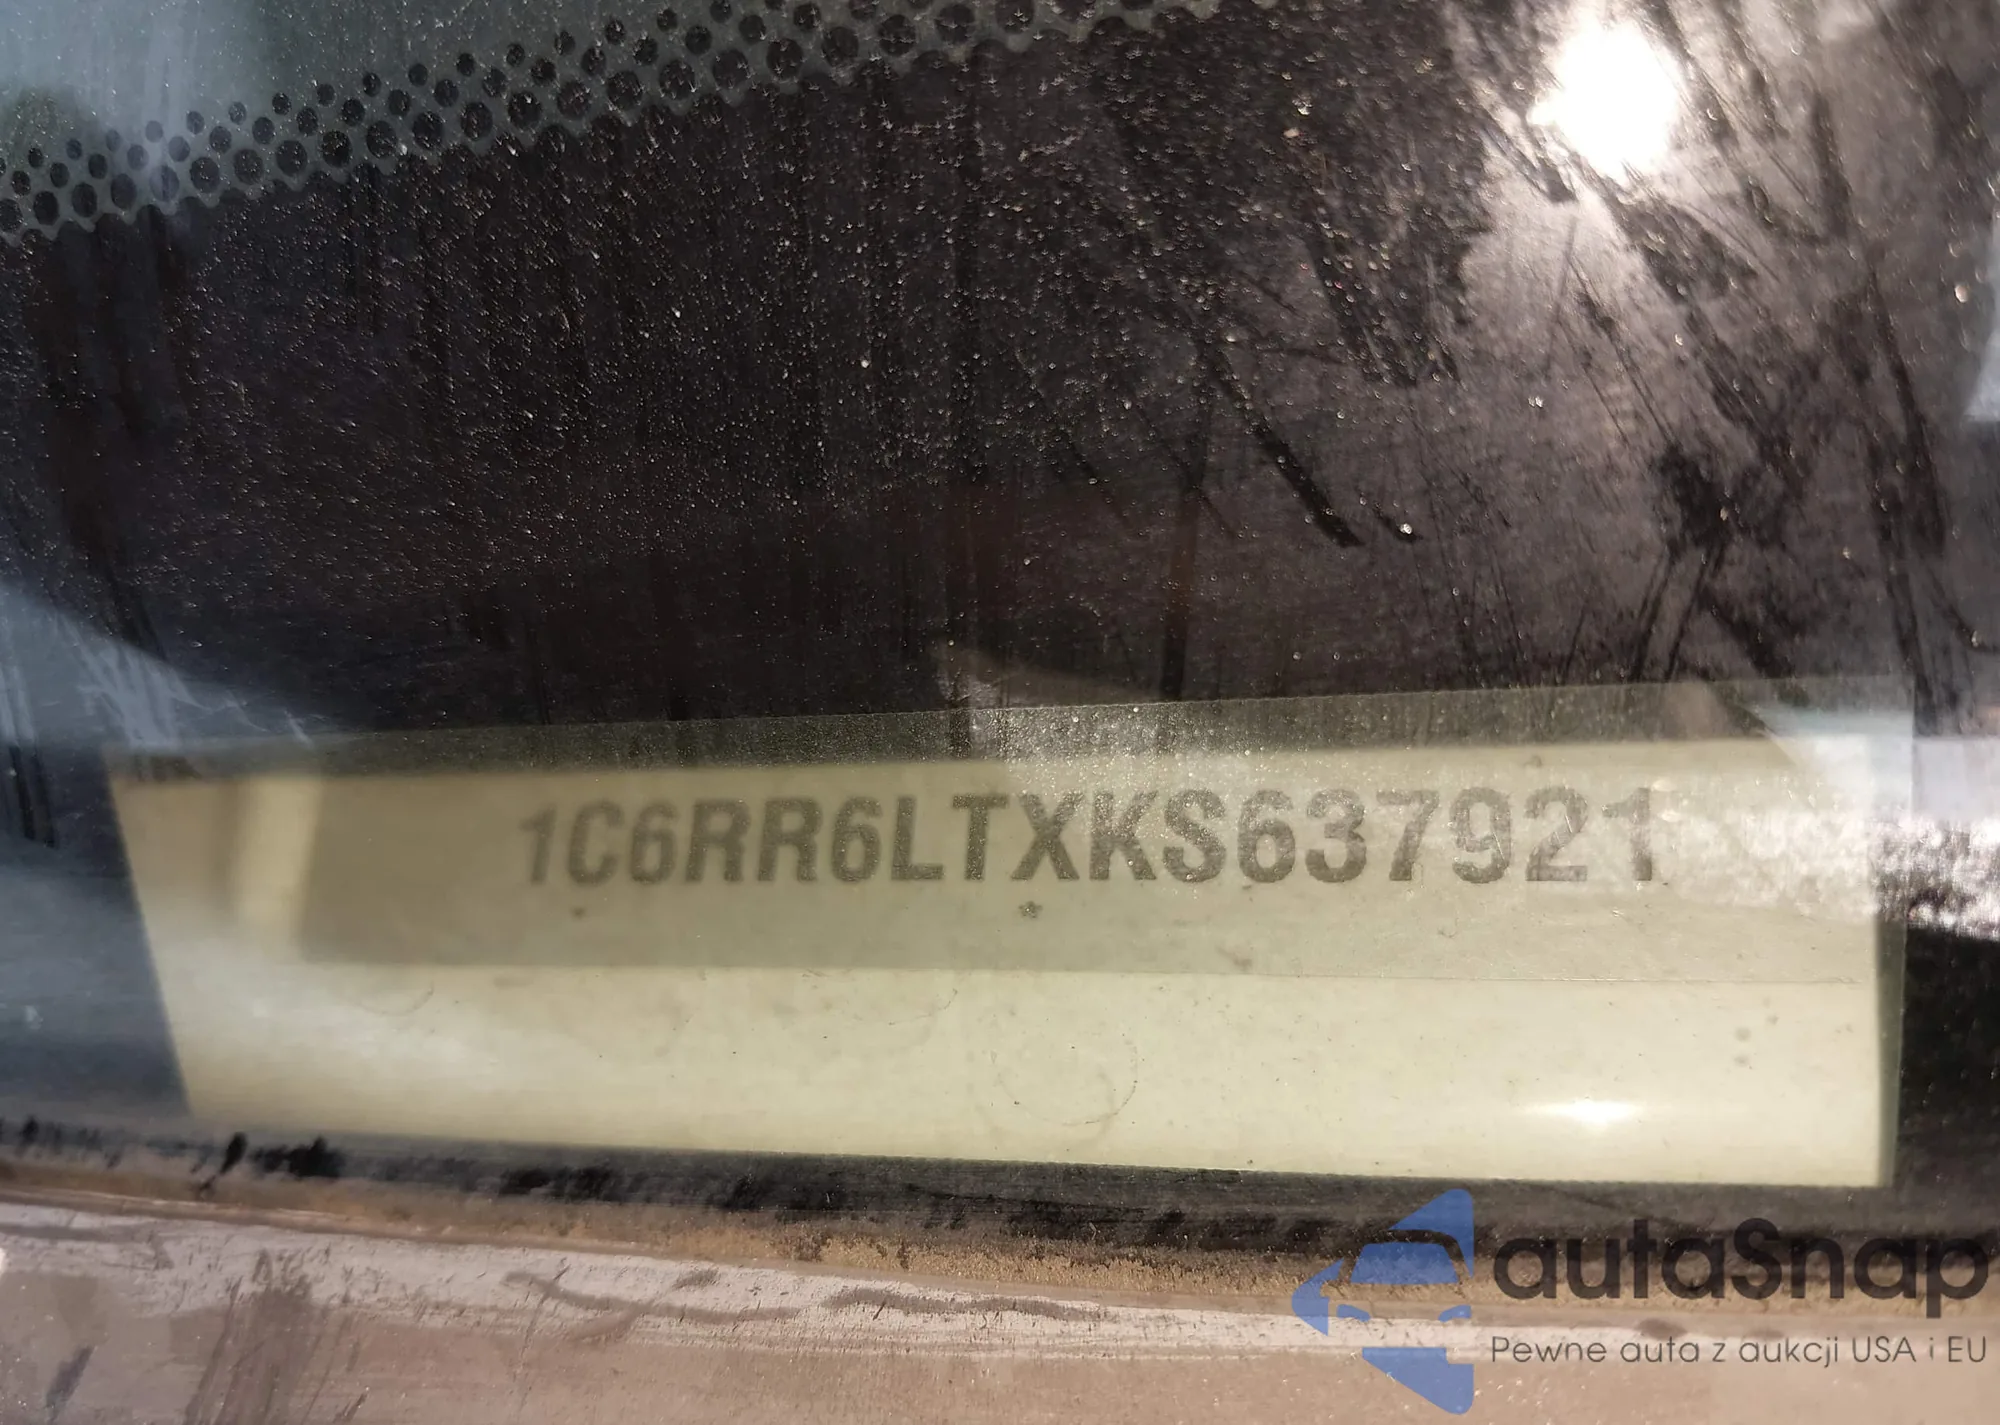 1C6RR6LTXKS637921
*
autaSnap
Pewne auta z aukcji USA i EU